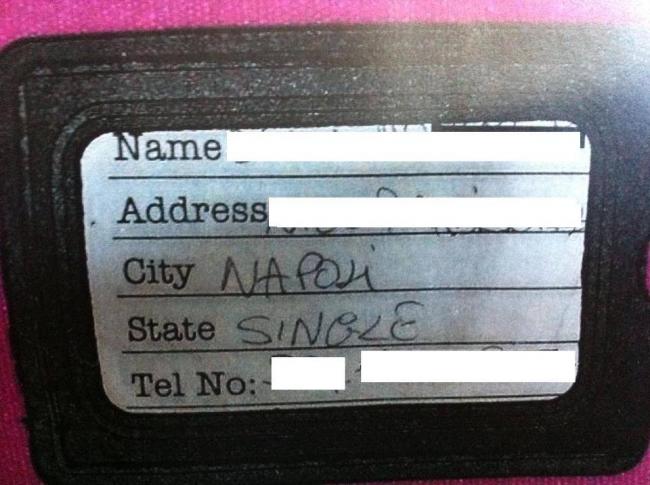 Name
Address
City NAPOLi
State SINGLE
Tel No: